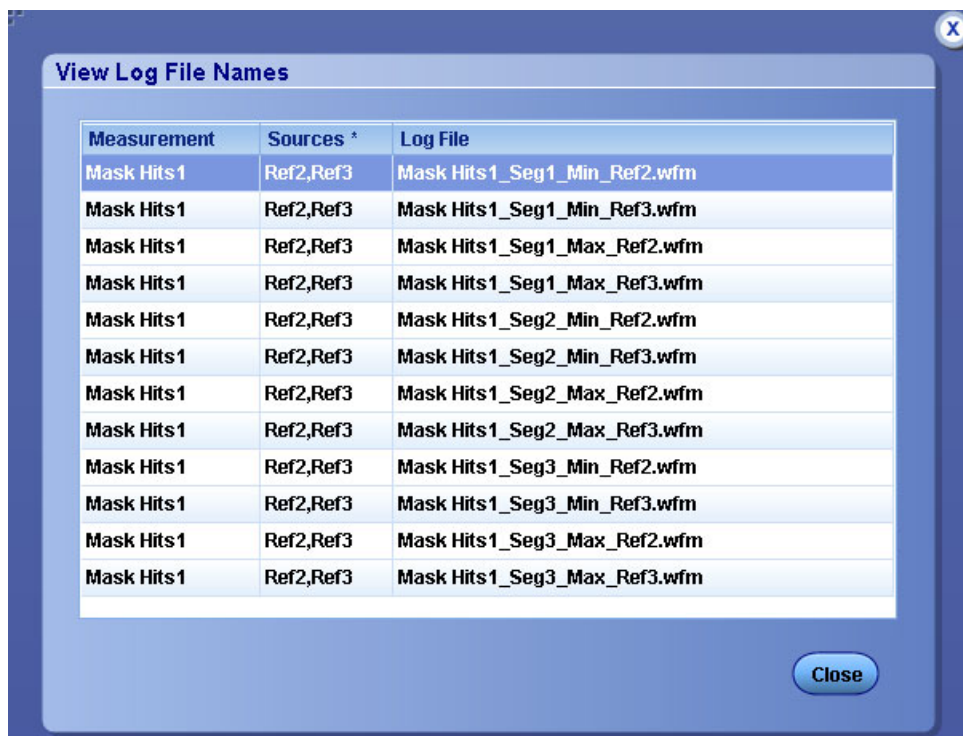 X
View Log File Names
Measurement Sources * Log File
Mask Hits1 Ref2,Ref3 Mask Hits1_Seg1_Min_Ref2.wfm
Mask Hits1 Ref2,Ref3 Mask Hits1_Seg1_Min_Ref3.wfm
Mask Hits1 Ref2,Ref3 Mask Hits1_Seg1_Max_Ref2.wfm
Mask Hits1 Ref2,Ref3 Mask Hits1_Seg1_Max_Ref3.wfm
Mask Hits1 Ref2,Ref3 Mask Hits1_Seg2_Min_Ref2.wfm
Mask Hits1 Ref2,Ref3 Mask Hits1_Seg2_Min_Ref3.wfm
Mask Hits1 Ref2,Ref3 Mask Hits1_Seg2_Max_Ref2.wfm
Mask Hits1 Ref2,Ref3 Mask Hits1_Seg2_Max_Ref3.wfm
Mask Hits1 Ref2,Ref3 Mask Hits1_Seg3_Min_Ref2.wfm
Mask Hits1 Ref2,Ref3 Mask Hits1_Seg3_Min_Ref3.wfm
Mask Hits1 Ref2,Ref3 Mask Hits1_Seg3_Max_Ref2.wfm
Mask Hits1 Ref2,Ref3 Mask Hits1_Seg3_Max_Ref3.wfm
Close